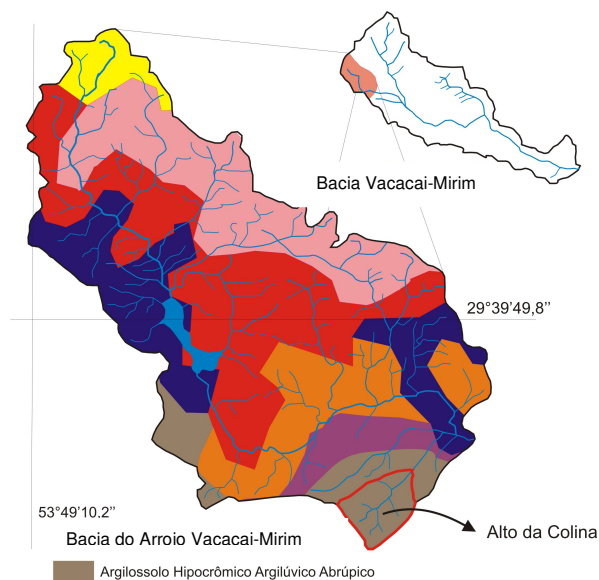 Bacia Vacacai-Mirim
29°39'49,8’’
53°49’10.2’’
Alto da Colina
Bacia do Arroio Vacacai-Mirim
Argilossolo Hipocrômico Argilúvico Abrúpico